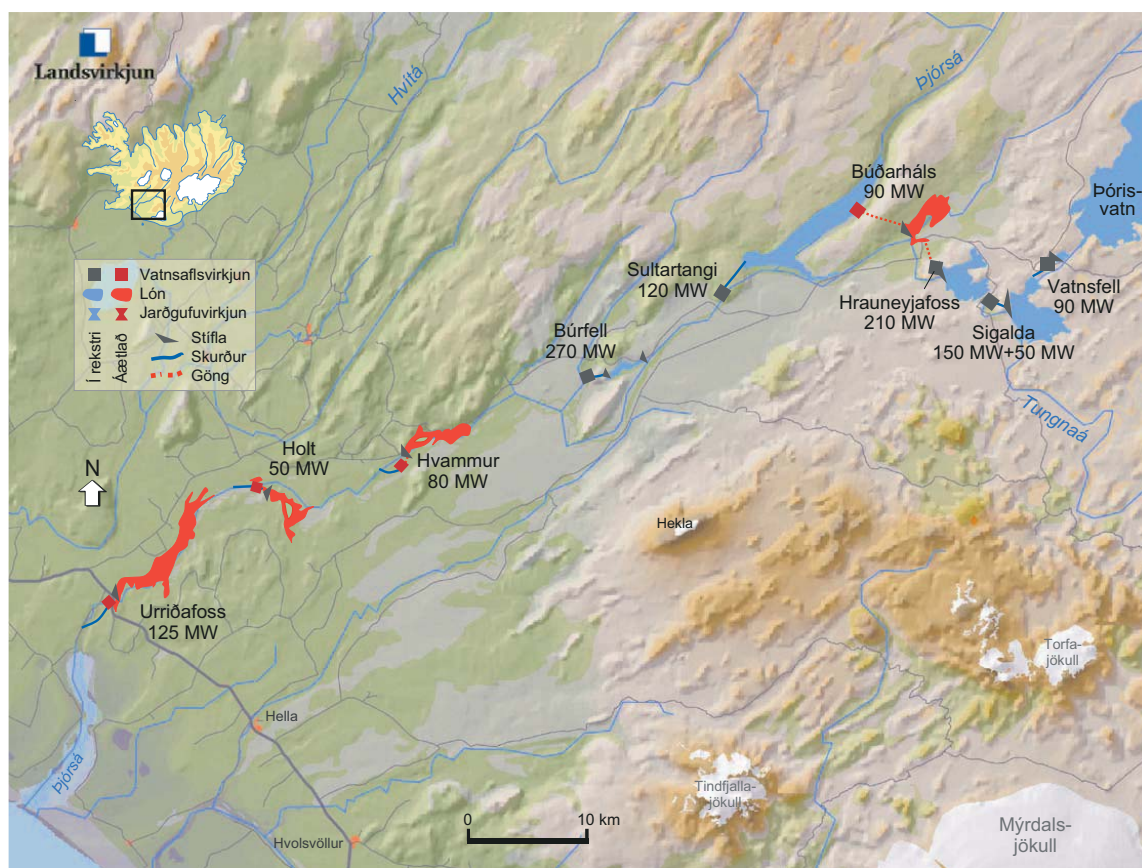 Landsvirkjun
Hvítá
Þjórsá
Búðarháls
90 MW
Þóris-
vatn
Vatnsaflsvirkjun
Lón
Jarðgufuvirkjun
Stífla
Skurður
Göng
Í rekstri
Áætlað
Sultartangi
120 MW
Hrauneyjafoss
210 MW
Vatnsfell
90 MW
Sigalda
150 MW+50 MW
Búrfell
270 MW
Tungnaá
Holt
50 MW
Hvammur
80 MW
N
Hekla
Urriðafoss
125 MW
Torfa-
jökull
Hella
Þjórsá
Tindfjalla-
jökull
0 10 km
Hvolsvöllur
Mýrdals-
jökull